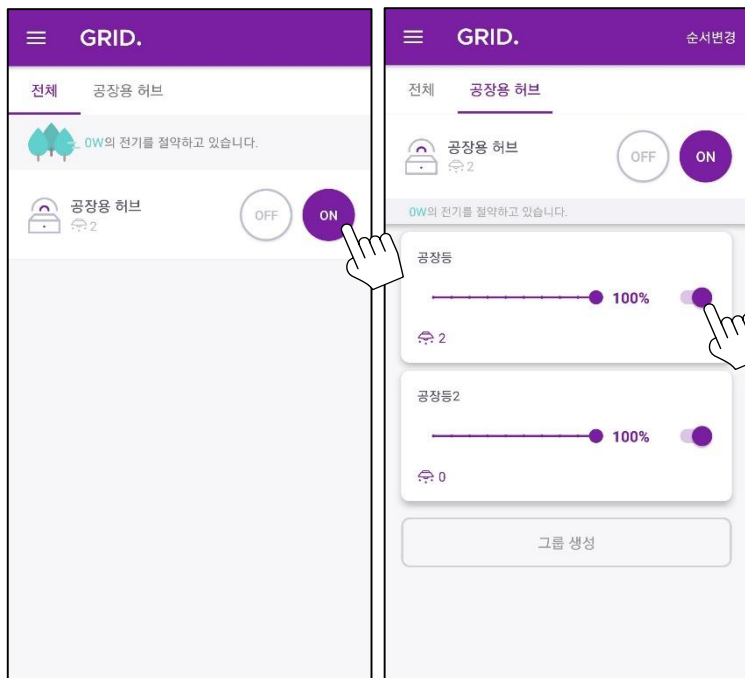 GRID.
전체 공장용 허브
0W의 전기를 절약하고 있습니다.
공장용 허브
2
OFF ON
GRID. 순서변경
전체 공장용 허브
공장용 허브
2
OFF ON
0W의 전기를 절약하고 있습니다.
공장등
100%
2
공장등2
100%
0
그룹 생성